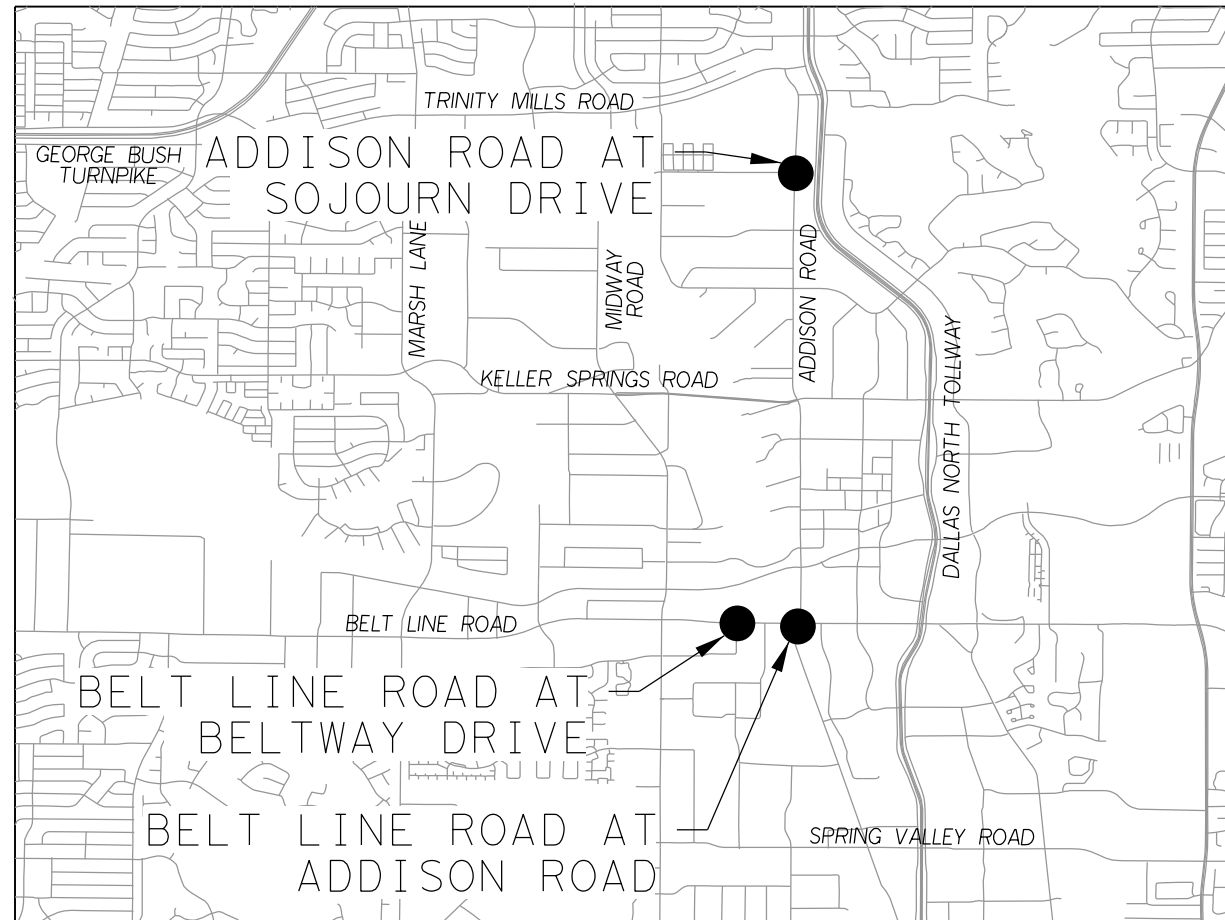 TRINITY MILLS ROAD
GEORGE BUSH
TURNPIKE
ADDISON ROAD AT
SOJOURN DRIVE
MARSH LANE
MIDWAY
ROAD
ADDISON ROAD
KELLER SPRINGS ROAD
DALLAS NORTH TOLLWAY
BELT LINE ROAD
BELT LINE ROAD AT
BELTWAY DRIVE
BELT LINE ROAD AT
ADDISON ROAD
SPRING VALLEY ROAD